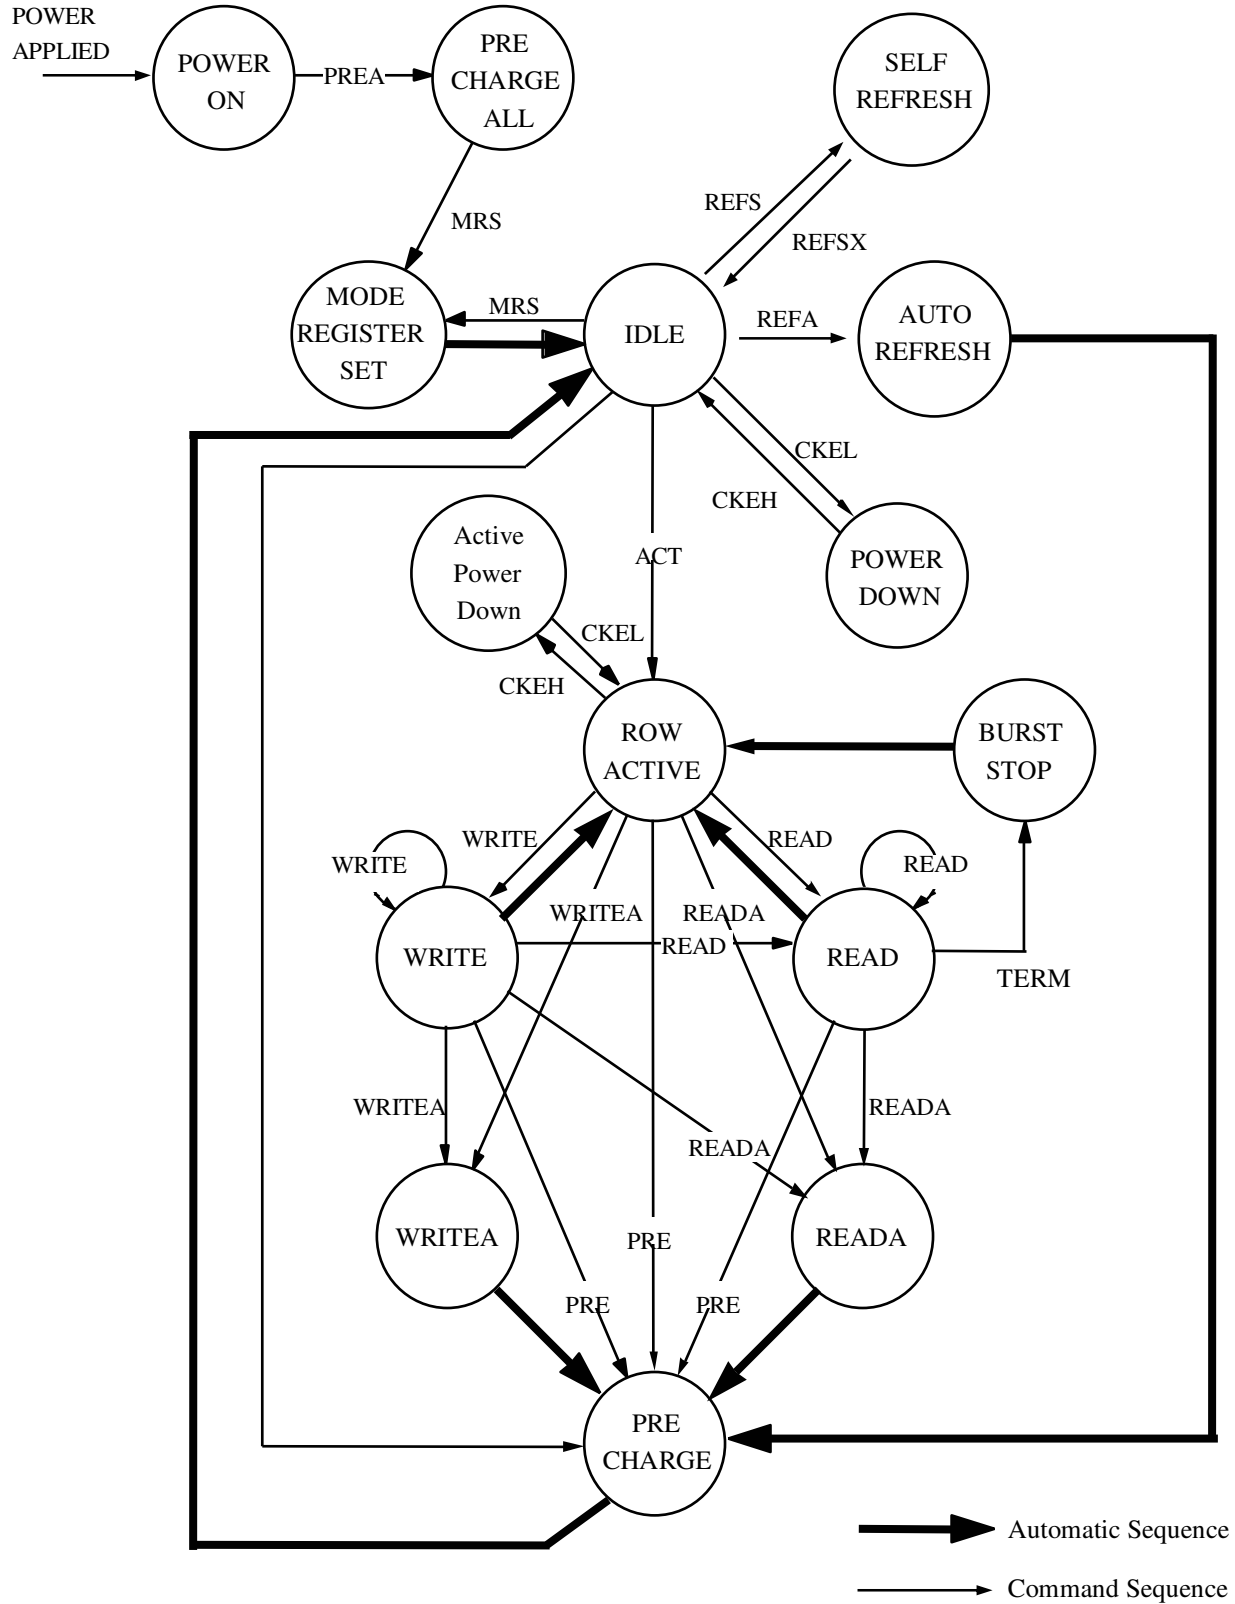 POWER
APPLIED
POWER
ON
PREA
PRE
CHARGE
ALL
SELF
REFRESH
MRS
REFS
REFSX
MODE
REGISTER
SET
MRS
IDLE
REFA
AUTO
REFRESH
CKEL
CKEH
Active
Power
Down
ACT
POWER
DOWN
CKEL
CKEH
ROW
ACTIVE
BURST
STOP
WRITE
WRITE
READ
READ
WRITEA
READA
READ
WRITE
READ
TERM
WRITEA
READA
READA
WRITEA
READA
PRE
PRE
PRE
PRE
CHARGE
Automatic Sequence
Command Sequence